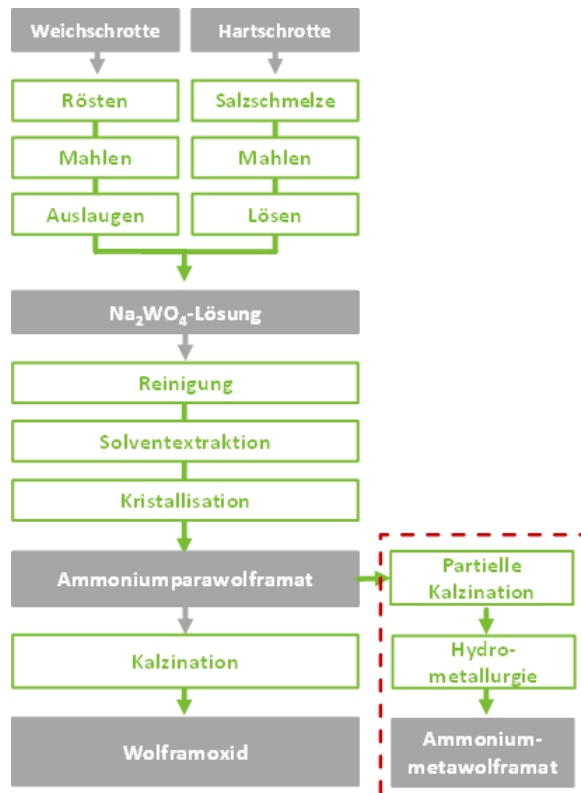 Weichschrotte
Hartschrotte
Rösten
Salzschmelze
Mahlen
Mahlen
Auslaugen
Lösen
Na₂WO₄-Lösung
Reinigung
Solventextraktion
Kristallisation
Ammoniumparawolframat
Partielle
Kalzination
Kalzination
Hydro-
metallurgie
Wolframoxid
Ammonium-
metawolframat